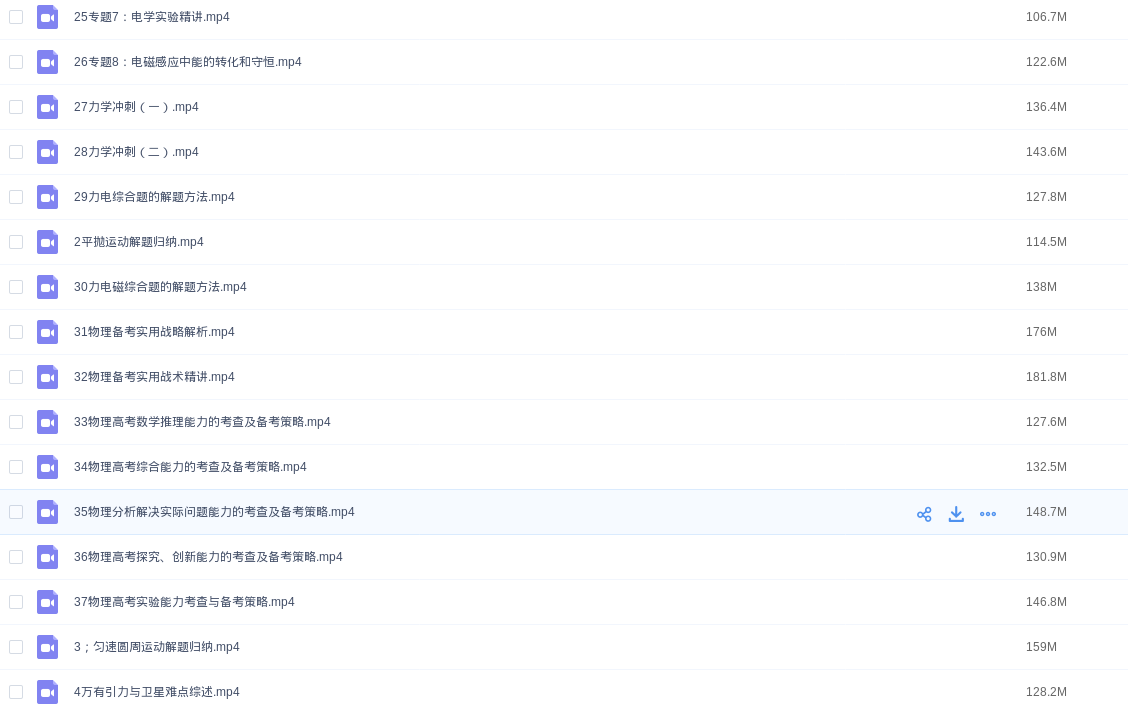 25专题7：电学实验精讲.mp4 106.7M
26专题8：电磁感应中能的转化和守恒.mp4 122.6M
27力学冲刺（一）.mp4 136.4M
28力学冲刺（二）.mp4 143.6M
29力电综合题的解题方法.mp4 127.8M
2平抛运动解题归纳.mp4 114.5M
30力电磁综合题的解题方法.mp4 138M
31物理备考实用战略解析.mp4 176M
32物理备考实用战术精讲.mp4 181.8M
33物理高考数学推理能力的考查及备考策略.mp4 127.6M
34物理高考综合能力的考查及备考策略.mp4 132.5M
35物理分析解决实际问题能力的考查及备考策略.mp4 148.7M
36物理高考探究、创新能力的考查及备考策略.mp4 130.9M
37物理高考实验能力考查与备考策略.mp4 146.8M
3；匀速圆周运动解题归纳.mp4 159M
4万有引力与卫星难点综述.mp4 128.2M